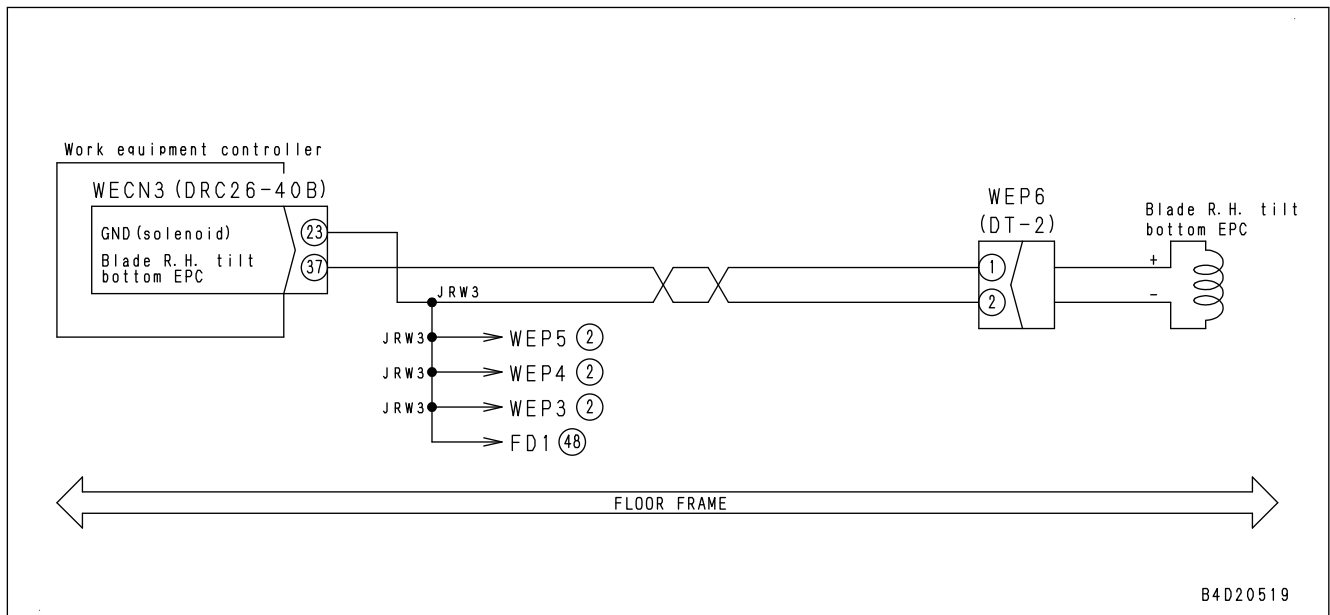 Work equipment controller
WECN3 (DRC26-40B)
GND (solenoid)
23
Blade R.H. tilt
bottom EPC
37
JRW3
JRW3
WEP5 2
JRW3
WEP4 2
JRW3
WEP3 2
FD1 48
WEP6
(DT-2)
1
2
Blade R.H. tilt
bottom EPC
+
-
FLOOR FRAME
B4D20519